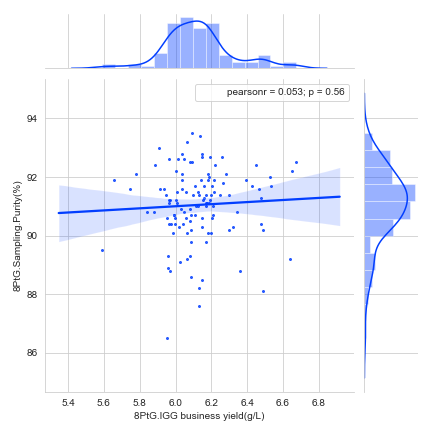 pearsonr = 0.053; p = 0.56
94
92
90
88
86
8PtG.Sampling.Purity(%)
5.4 5.6 5.8 6.0 6.2 6.4 6.6 6.8
8PtG.IGG business yield(g/L)